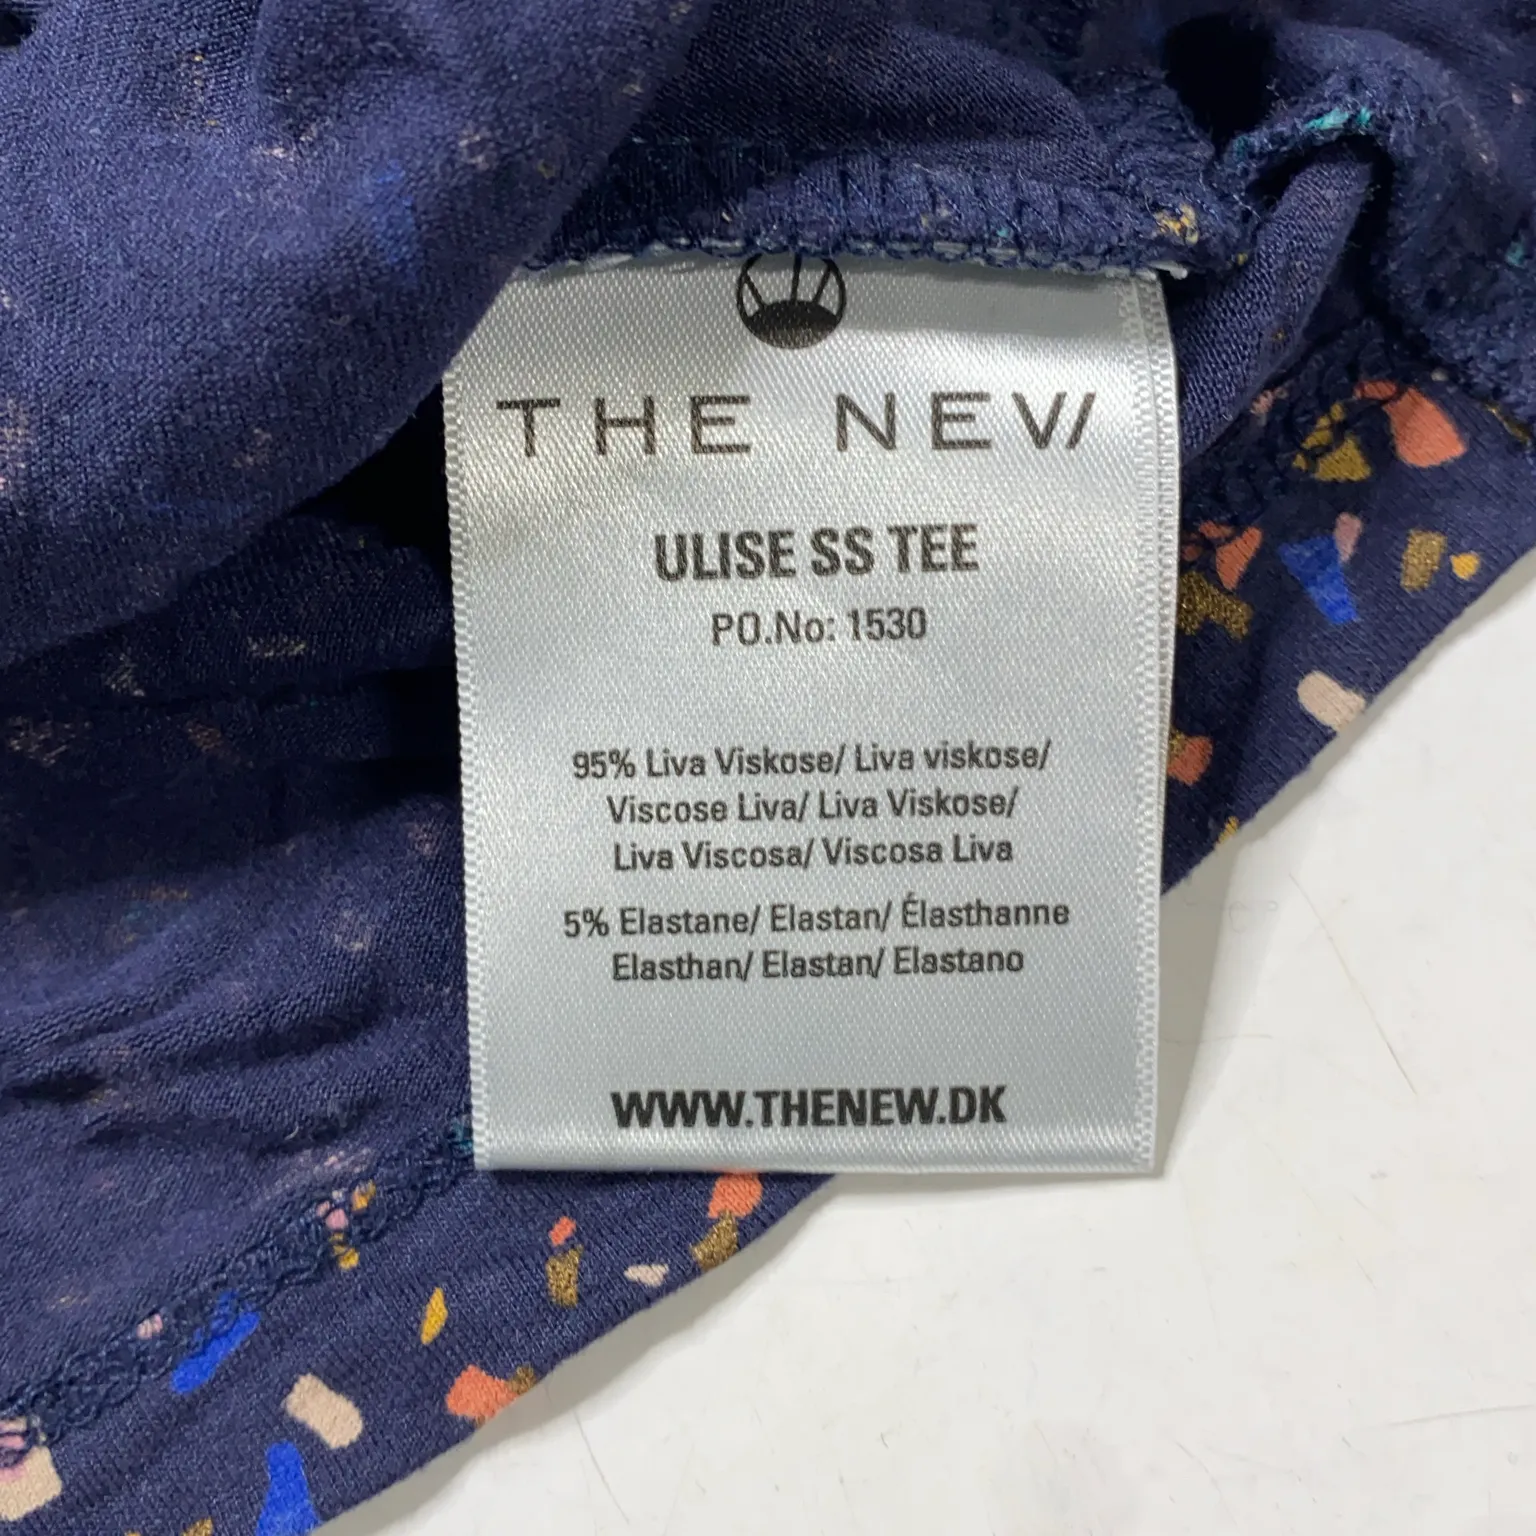 THE NEW
ULISE SS TEE
PO.No: 1530
95% Liva Viskose/ Liva viskose/
Viscose Liva/ Liva Viskose/
Liva Viscosa/ Viscosa Liva
5% Elastane/ Elastan/ Élasthanne
Elasthan/ Elastan/ Elastano
WWW.THENEW.DK